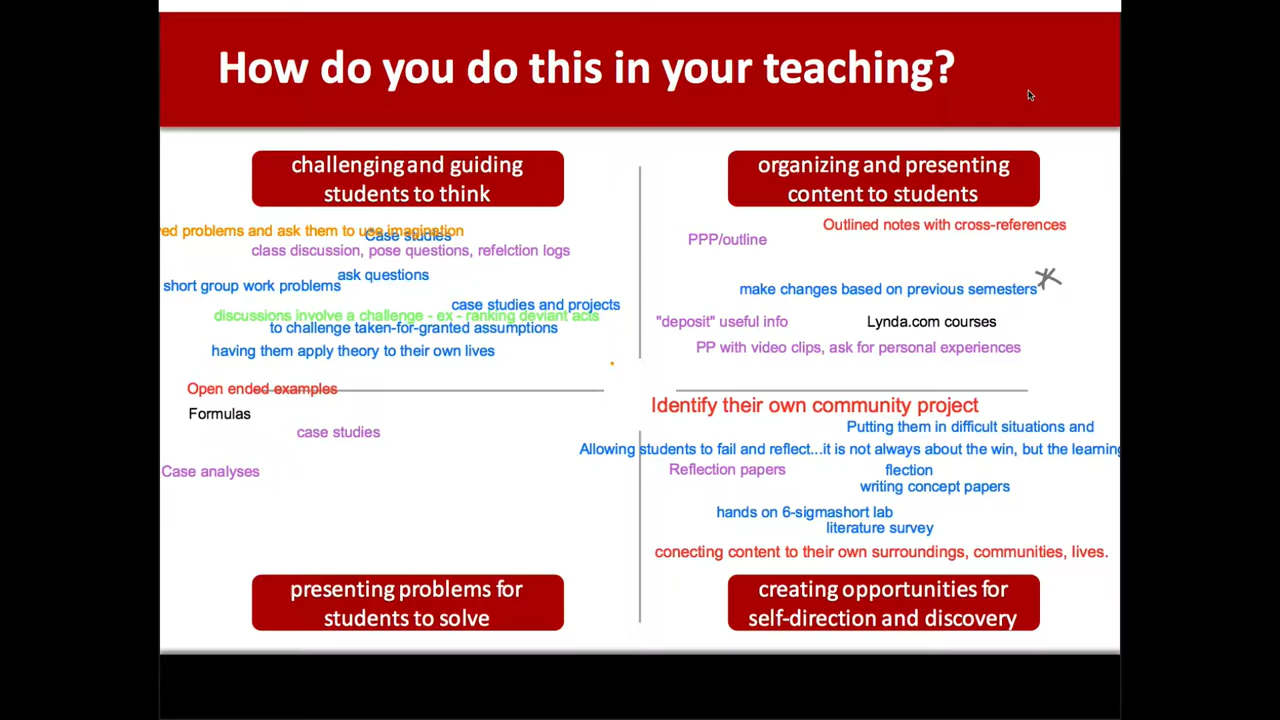 How do you do this in your teaching?
challenging and guiding
students to think
ed problems and ask them to use imagination
Case studies
class discussion, pose questions, refelction logs
ask questions
short group work problems
case studies and projects
discussions involve a challenge - ex - ranking deviant acts
to challenge taken-for-granted assumptions
having them apply theory to their own lives
organizing and presenting
content to students
Outlined notes with cross-references
PPP/outline
make changes based on previous semesters
"deposit" useful info
Lynda.com courses
PP with video clips, ask for personal experiences
Open ended examples
Formulas
case studies
Case analyses
presenting problems for
students to solve
Identify their own community project
Putting them in difficult situations and
Allowing students to fail and reflect...it is not always about the win, but the learning
Reflection papers
flection
writing concept papers
hands on 6-sigmashort lab
literature survey
conecting content to their own surroundings, communities, lives.
creating opportunities for
self-direction and discovery